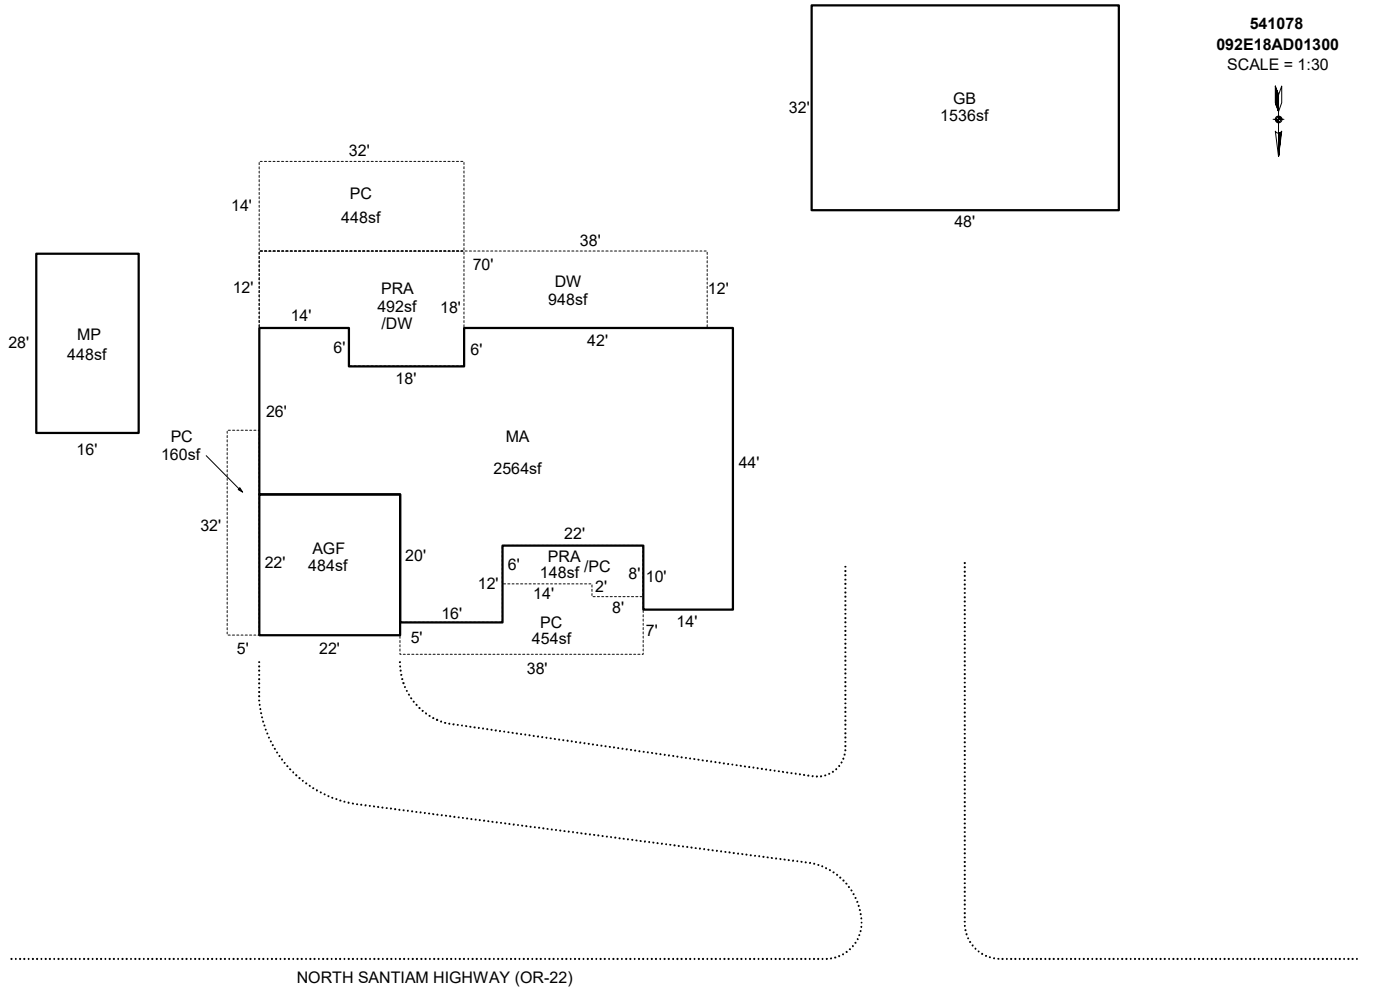 541078
092E18AD01300
SCALE = 1:30
GB
1536sf
32'
48'
32'
PC
448sf
14'
38'
70'
12'
PRA
492sf
/DW
18'
DW
948sf
12'
14'
6'
6'
42'
18'
MP
448sf
28'
16'
26'
PC
160sf
MA
2564sf
44'
32'
22'
AGF
484sf
20'
22'
6'
PRA
148sf /PC
8'
10'
12'
14'
2'
8'
16'
14'
5'
PC
454sf
7'
5'
22'
38'
NORTH SANTIAM HIGHWAY (OR-22)